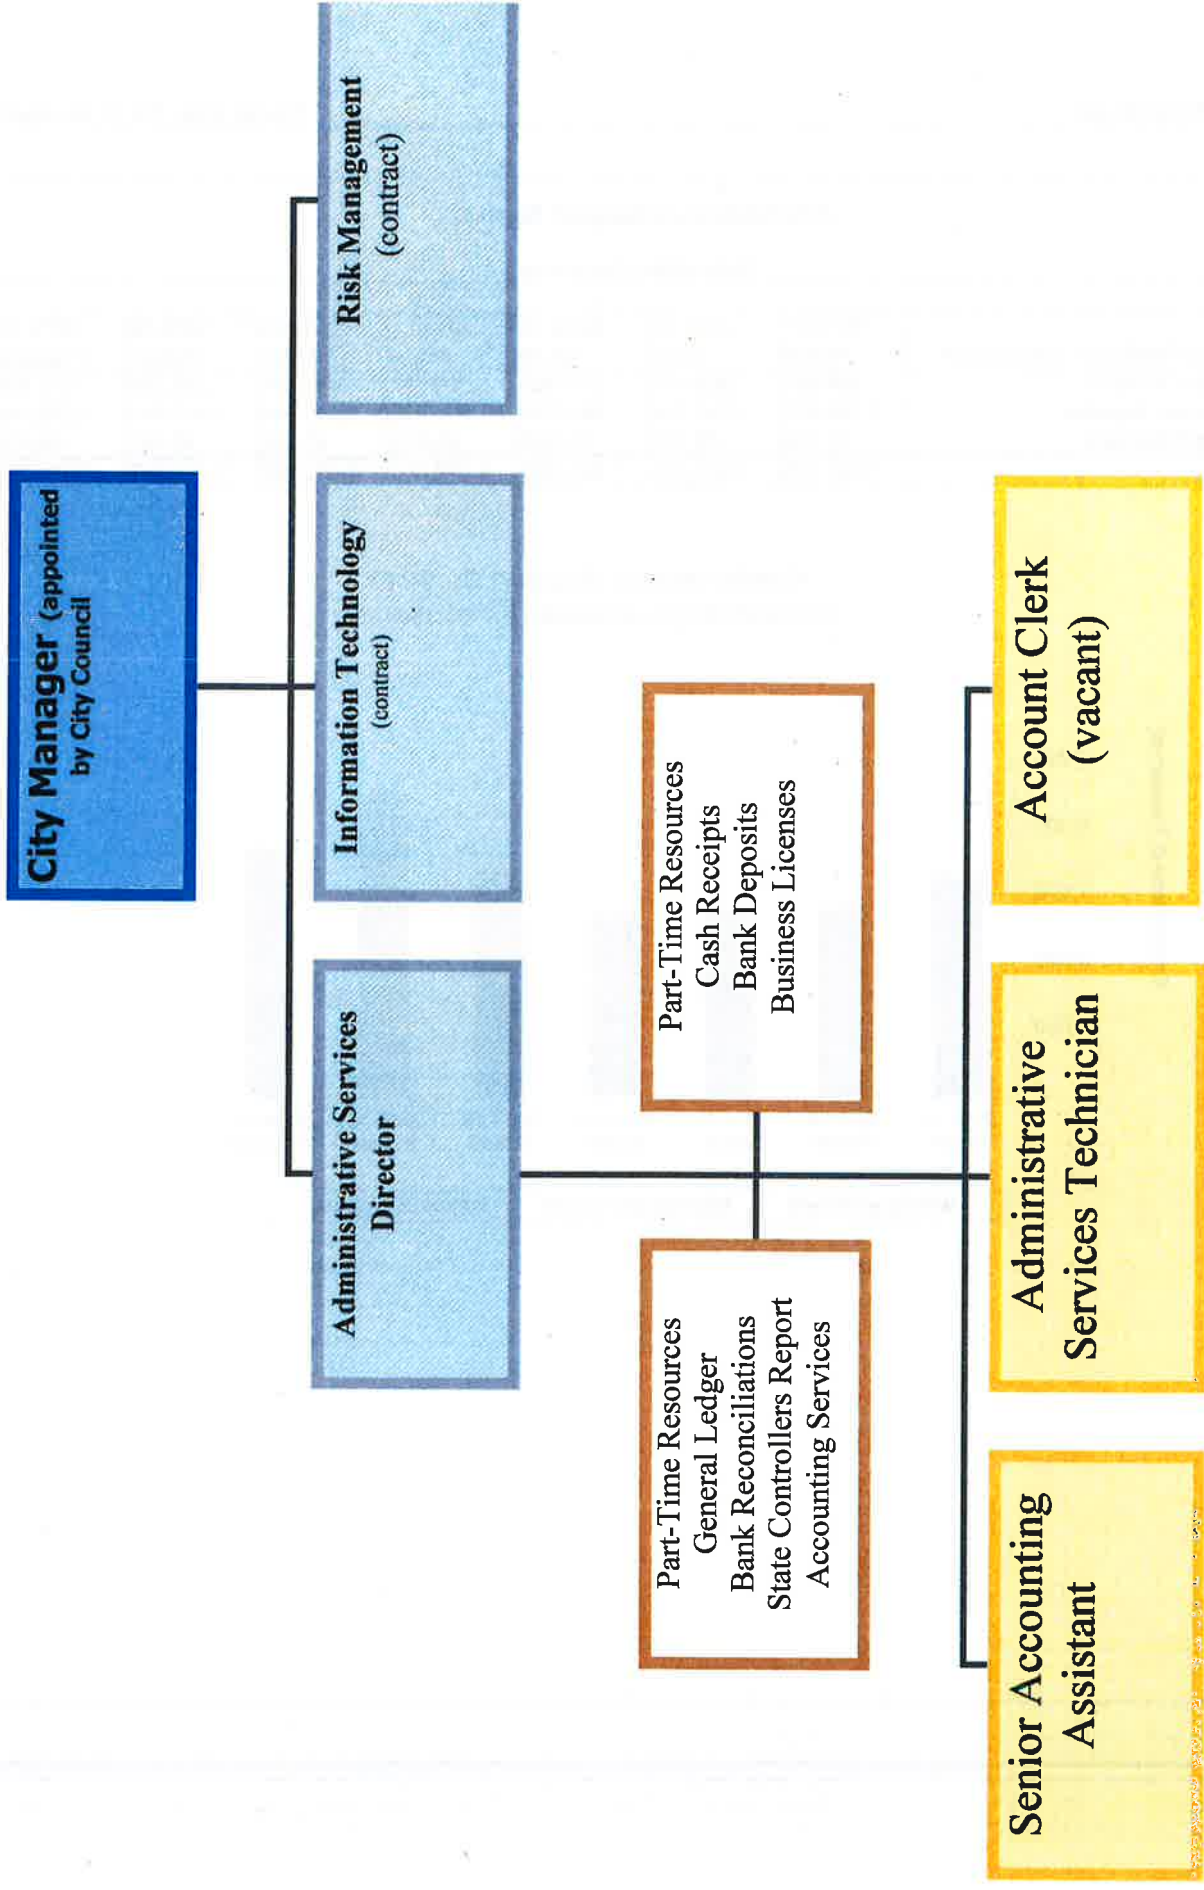 City Manager (appointed
by City Council
Administrative Services
Director
Information Technology
(contract)
Risk Management
(contract)
Part-Time Resources
General Ledger
Bank Reconciliations
State Controllers Report
Accounting Services
Part-Time Resources
Cash Receipts
Bank Deposits
Business Licenses
Senior Accounting
Assistant
Administrative
Services Technician
Account Clerk
(vacant)